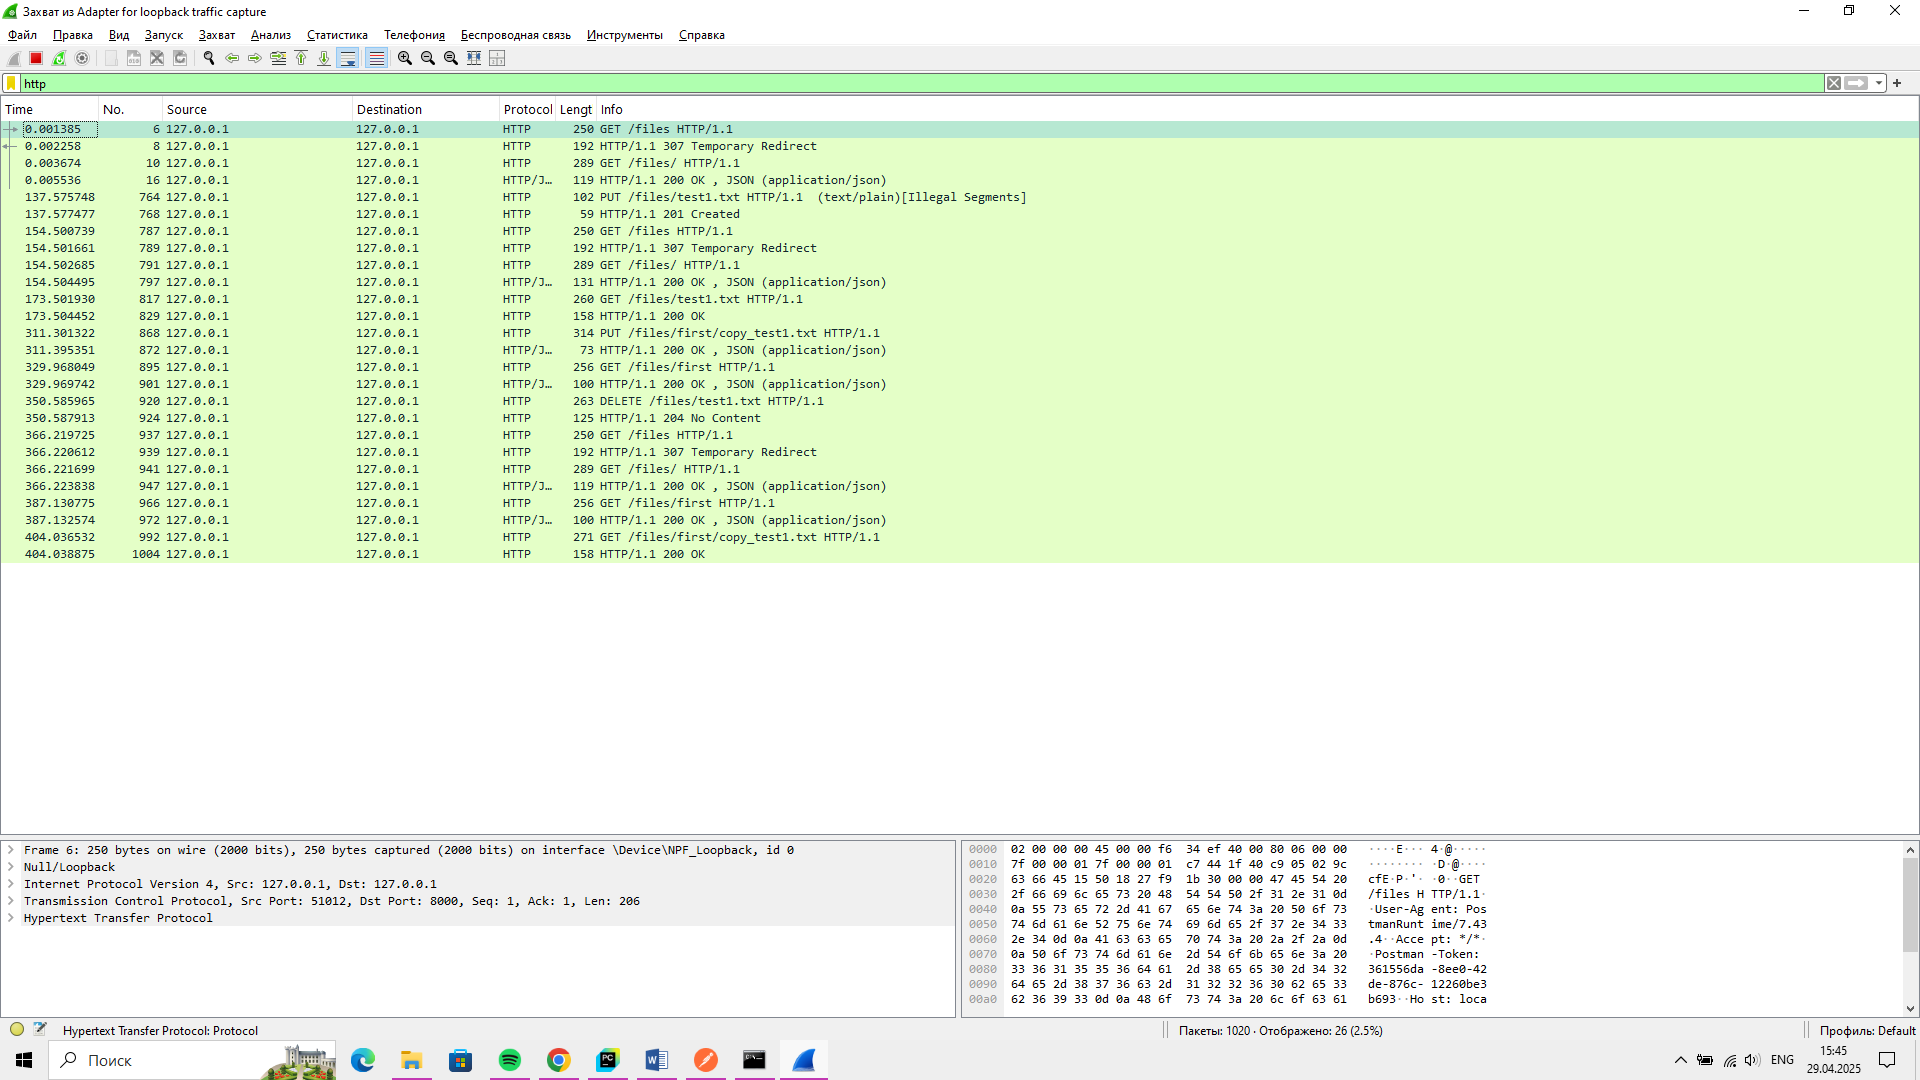 Захват из Adapter for loopback traffic capture
Файл Правка Вид Запуск Захват Анализ Статистика Телефония Беспроводная связь Инструменты Справка
http
Time No. Source Destination Protocol Lengt Info
0.001385 6 127.0.0.1 127.0.0.1 HTTP 250 GET /files HTTP/1.1
0.002258 8 127.0.0.1 127.0.0.1 HTTP 192 HTTP/1.1 307 Temporary Redirect
0.003674 10 127.0.0.1 127.0.0.1 HTTP 289 GET /files/ HTTP/1.1
0.005536 16 127.0.0.1 127.0.0.1 HTTP/J… 119 HTTP/1.1 200 OK , JSON (application/json)
137.575748 764 127.0.0.1 127.0.0.1 HTTP 102 PUT /files/test1.txt HTTP/1.1 (text/plain)[Illegal Segments]
137.577477 768 127.0.0.1 127.0.0.1 HTTP 59 HTTP/1.1 201 Created
154.500739 787 127.0.0.1 127.0.0.1 HTTP 250 GET /files HTTP/1.1
154.501661 789 127.0.0.1 127.0.0.1 HTTP 192 HTTP/1.1 307 Temporary Redirect
154.502685 791 127.0.0.1 127.0.0.1 HTTP 289 GET /files/ HTTP/1.1
154.504495 797 127.0.0.1 127.0.0.1 HTTP/J… 131 HTTP/1.1 200 OK , JSON (application/json)
173.501930 817 127.0.0.1 127.0.0.1 HTTP 260 GET /files/test1.txt HTTP/1.1
173.504452 829 127.0.0.1 127.0.0.1 HTTP 158 HTTP/1.1 200 OK
311.301322 868 127.0.0.1 127.0.0.1 HTTP 314 PUT /files/first/copy_test1.txt HTTP/1.1
311.395351 872 127.0.0.1 127.0.0.1 HTTP/J… 73 HTTP/1.1 200 OK , JSON (application/json)
329.968049 895 127.0.0.1 127.0.0.1 HTTP 256 GET /files/first HTTP/1.1
329.969742 901 127.0.0.1 127.0.0.1 HTTP/J… 100 HTTP/1.1 200 OK , JSON (application/json)
350.585965 920 127.0.0.1 127.0.0.1 HTTP 263 DELETE /files/test1.txt HTTP/1.1
350.587913 924 127.0.0.1 127.0.0.1 HTTP 125 HTTP/1.1 204 No Content
366.219725 937 127.0.0.1 127.0.0.1 HTTP 250 GET /files HTTP/1.1
366.220612 939 127.0.0.1 127.0.0.1 HTTP 192 HTTP/1.1 307 Temporary Redirect
366.221699 941 127.0.0.1 127.0.0.1 HTTP 289 GET /files/ HTTP/1.1
366.223838 947 127.0.0.1 127.0.0.1 HTTP/J… 119 HTTP/1.1 200 OK , JSON (application/json)
387.130775 966 127.0.0.1 127.0.0.1 HTTP 256 GET /files/first HTTP/1.1
387.132574 972 127.0.0.1 127.0.0.1 HTTP/J… 100 HTTP/1.1 200 OK , JSON (application/json)
404.036532 992 127.0.0.1 127.0.0.1 HTTP 271 GET /files/first/copy_test1.txt HTTP/1.1
404.038875 1004 127.0.0.1 127.0.0.1 HTTP 158 HTTP/1.1 200 OK
Frame 6: 250 bytes on wire (2000 bits), 250 bytes captured (2000 bits) on interface \Device\NPF_Loopback, id 0
Null/Loopback
Internet Protocol Version 4, Src: 127.0.0.1, Dst: 127.0.0.1
Transmission Control Protocol, Src Port: 51012, Dst Port: 8000, Seq: 1, Ack: 1, Len: 206
Hypertext Transfer Protocol
0000 02 00 00 00 45 00 00 f6 34 ef 40 00 80 06 00 00 ····E··· 4·@·····
0010 7f 00 00 01 7f 00 00 01 c7 44 1f 40 c9 05 02 9c ········ ·D·@····
0020 63 66 45 15 50 18 27 f9 1b 30 00 00 47 45 54 20 cfE·P·'· ·0··GET
0030 2f 66 69 6c 65 73 20 48 54 54 50 2f 31 2e 31 0d /files H TTP/1.1·
0040 0a 55 73 65 72 2d 41 67 65 6e 74 3a 20 50 6f 73 ·User-Ag ent: Pos
0050 74 6d 61 6e 52 75 6e 74 69 6d 65 2f 37 2e 34 33 tmanRunt ime/7.43
0060 2e 34 0d 0a 41 63 63 65 70 74 3a 20 2a 2f 2a 0d .4··Acce pt: */*·
0070 0a 50 6f 73 74 6d 61 6e 2d 54 6f 6b 65 6e 3a 20 ·Postman -Token:
0080 33 36 31 35 35 36 64 61 2d 38 65 65 30 2d 34 32 361556da -8ee0-42
0090 64 65 2d 38 37 36 63 2d 31 32 32 36 30 62 65 33 de-876c- 12260be3
00a0 62 36 39 33 0d 0a 48 6f 73 74 3a 20 6c 6f 63 61 b693··Ho st: loca
Hypertext Transfer Protocol: Protocol
Пакеты: 1020 · Отображено: 26 (2.5%)
Профиль: Default
Поиск
ENG
15:45
29.04.2025